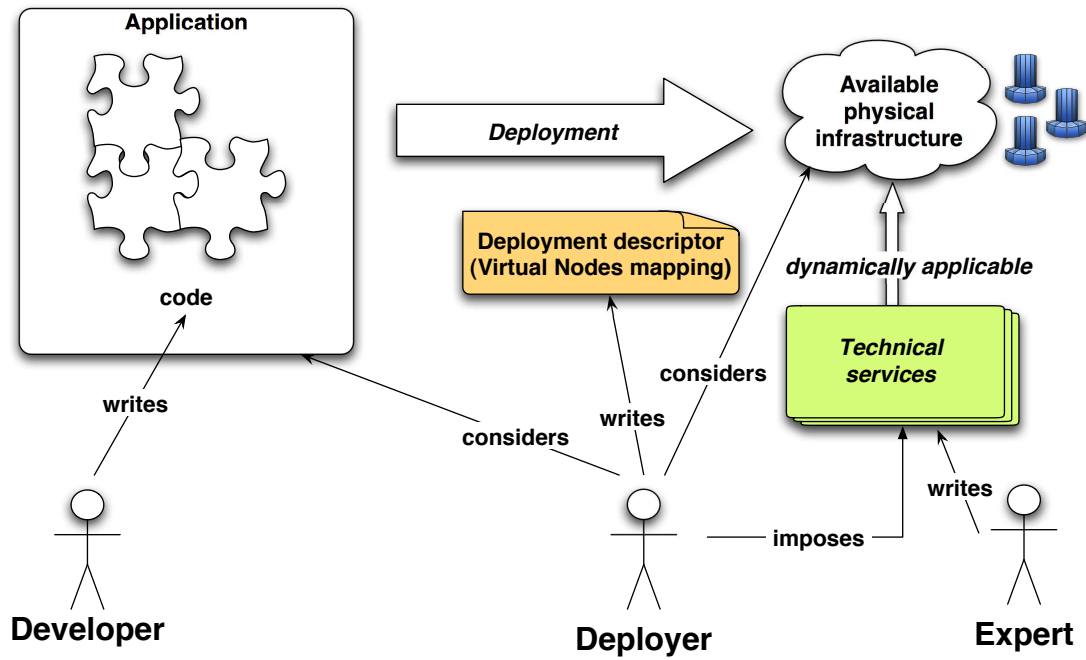 Application
Available
physical
infrastructure
Deployment
Deployment descriptor
(Virtual Nodes mapping)
dynamically applicable
code
Technical
services
considers
writes
writes
considers
writes
imposes
Developer
Deployer
Expert